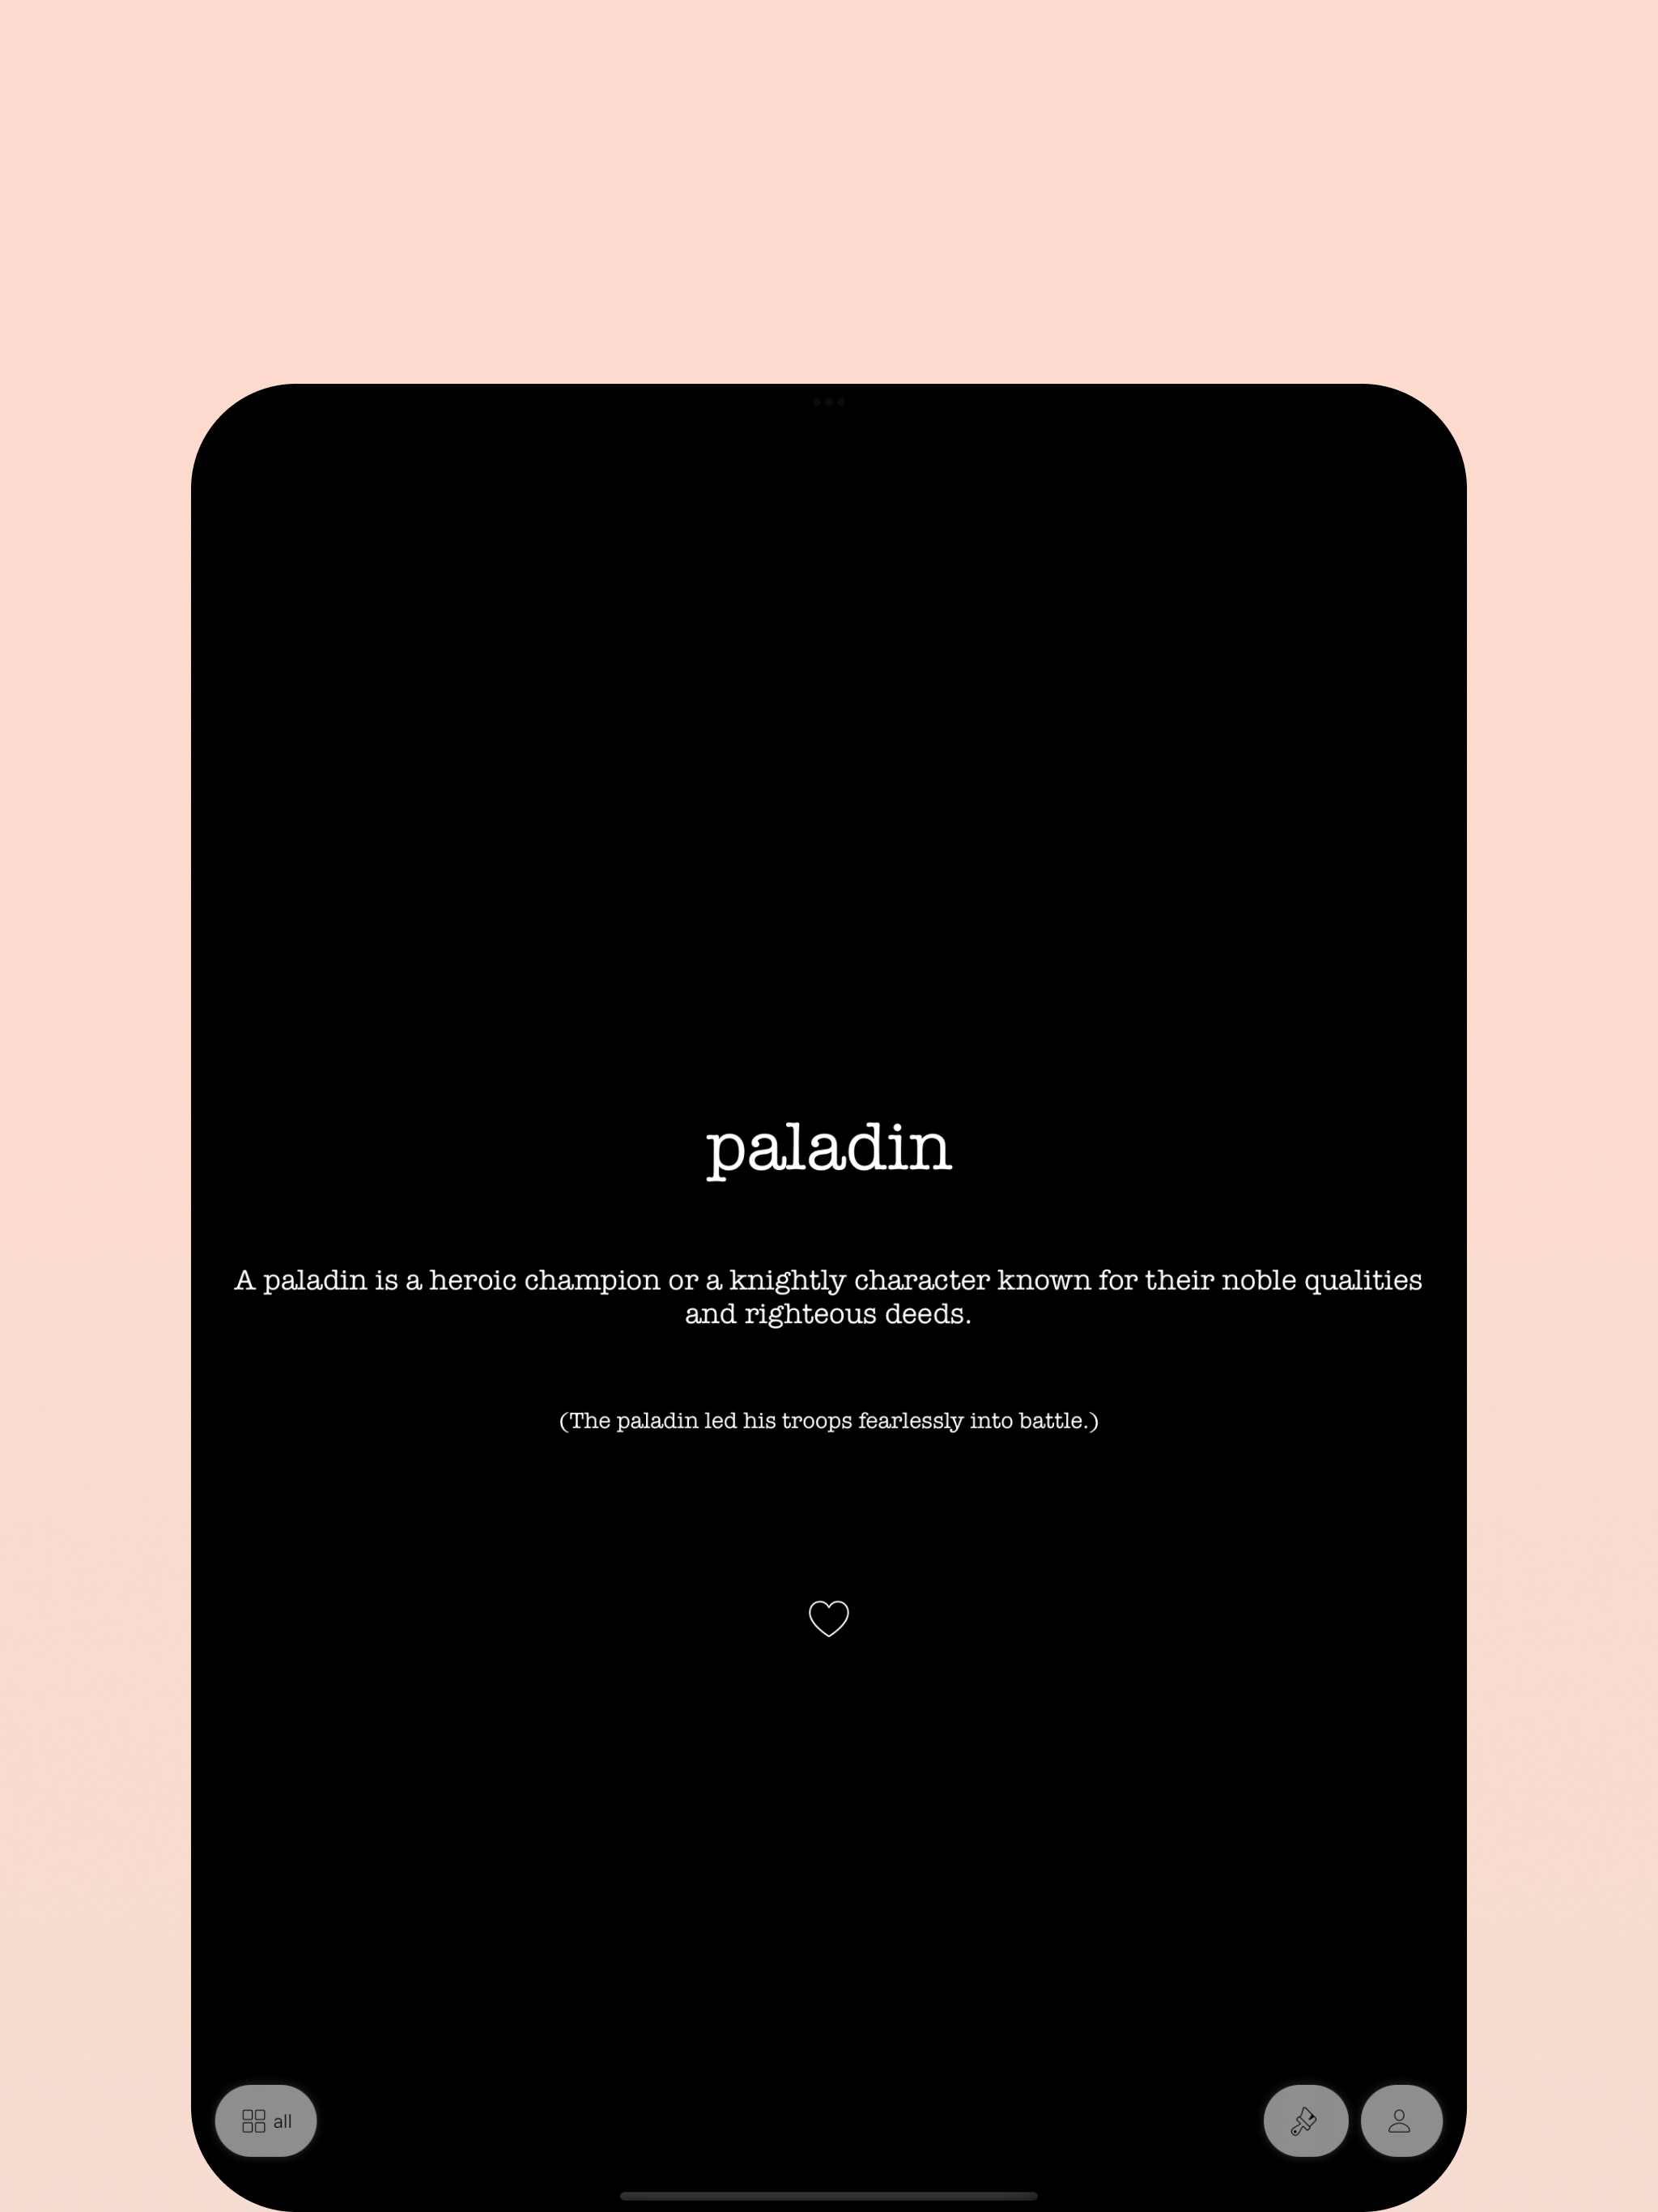 paladin
A paladin is a heroic champion or a knightly character known for their noble qualities
and righteous deeds.
(The paladin led his troops fearlessly into battle.)
all